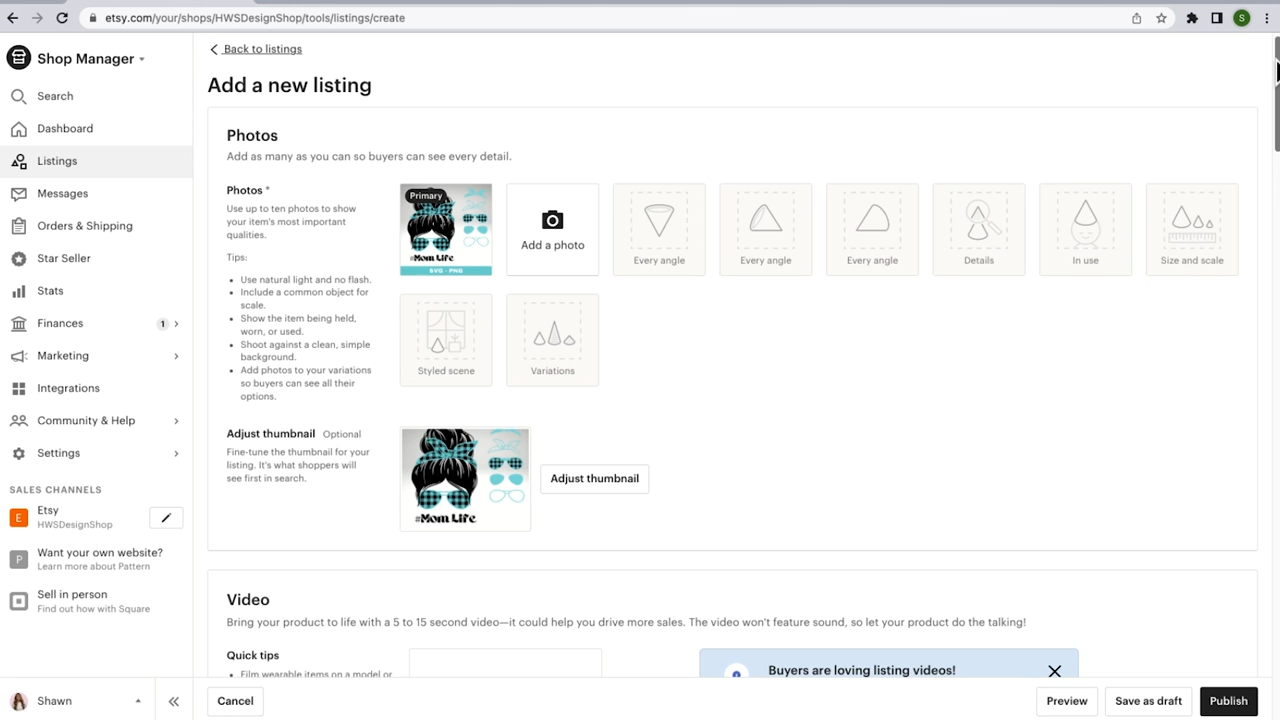 etsy.com/your/shops/HWSDesignShop/tools/listings/create
S
Shop Manager
Search
Dashboard
Listings
Messages
Orders & Shipping
Star Seller
Stats
Finances
1
Marketing
Integrations
Community & Help
Settings
SALES CHANNELS
E
Etsy
HWSDesignShop
P
Want your own website?
Learn more about Pattern
Sell in person
Find out how with Square
Shawn
Back to listings
Add a new listing
Photos
Add as many as you can so buyers can see every detail.
Photos *
Use up to ten photos to show
your item's most important
qualities.
Tips:
• Use natural light and no flash.
• Include a common object for
scale.
• Show the item being held,
worn, or used.
• Shoot against a clean, simple
background.
• Add photos to your variations
so buyers can see all their
options.
Primary
#Mom Life
SVG - PNG
Add a photo
Every angle
Every angle
Every angle
Details
In use
Size and scale
Styled scene
Variations
Adjust thumbnail Optional
Fine-tune the thumbnail for your
listing. It's what shoppers will
see first in search.
#Mom Life
Adjust thumbnail
Video
Bring your product to life with a 5 to 15 second video—it could help you drive more sales. The video won't feature sound, so let your product do the talking!
Quick tips
• Film wearable items on a model or
Buyers are loving listing videos!
Cancel
Preview
Save as draft
Publish